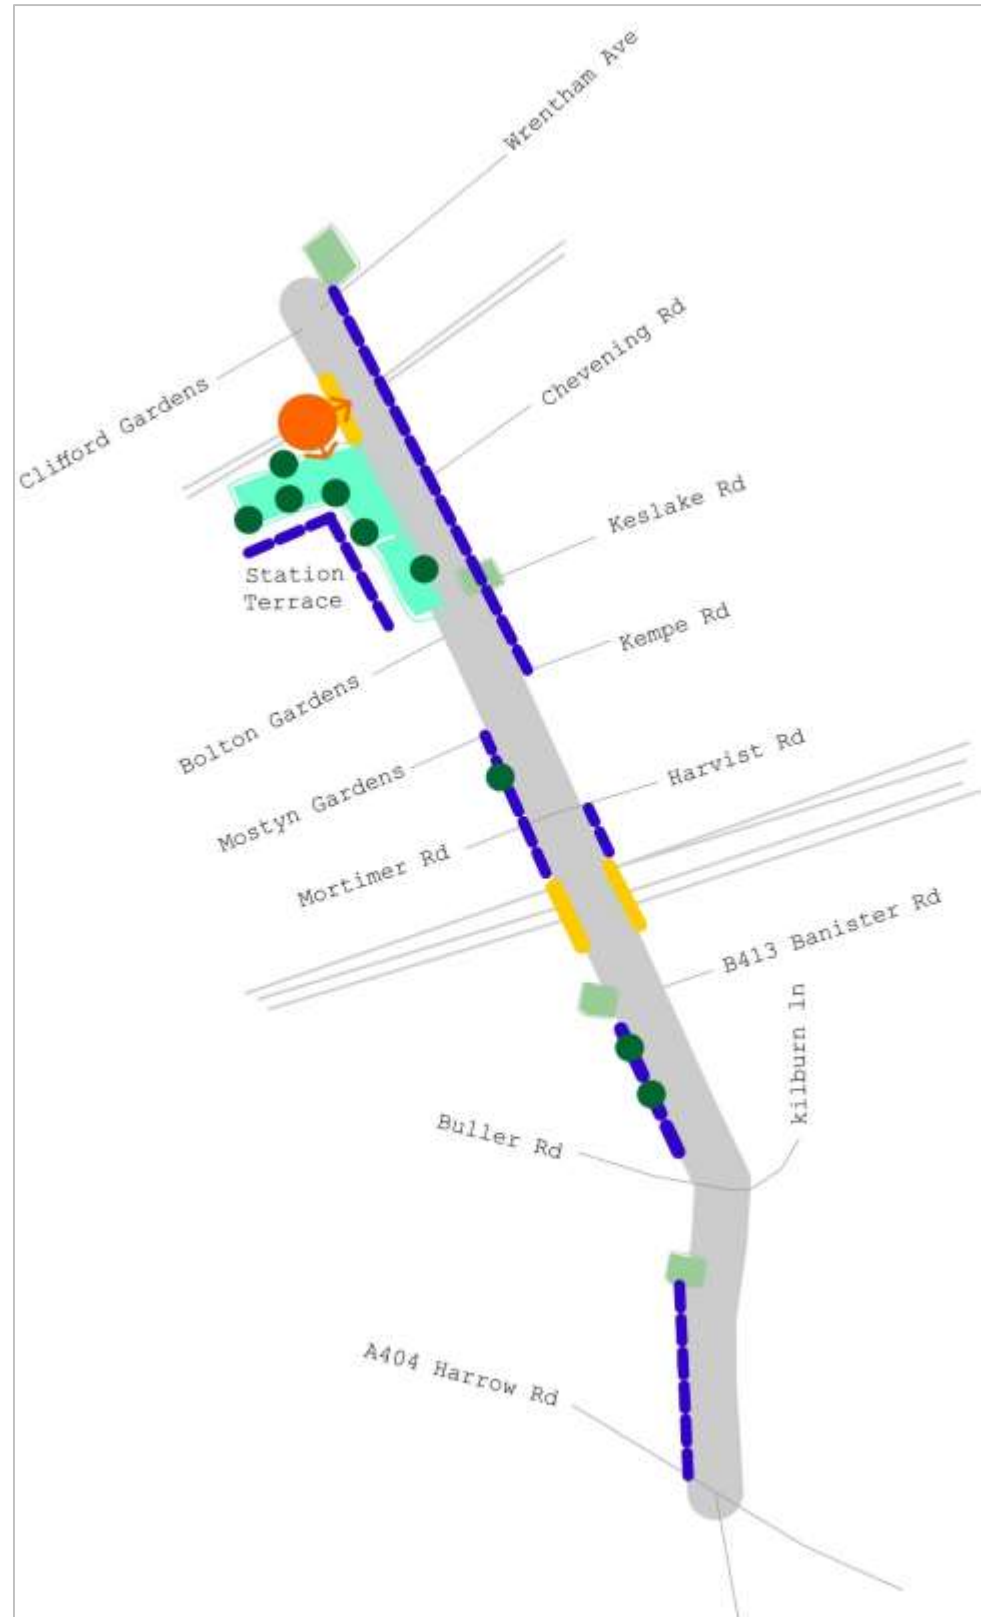 Wrentham Ave
Chevening Rd
Clifford Gardens
Keslake Rd
Station
Terrace
Kempe Rd
Bolton Gardens
Harvist Rd
Mostyn Gardens
Mortimer Rd
B413 Banister Rd
kilburn ln
Buller Rd
A404 Harrow Rd